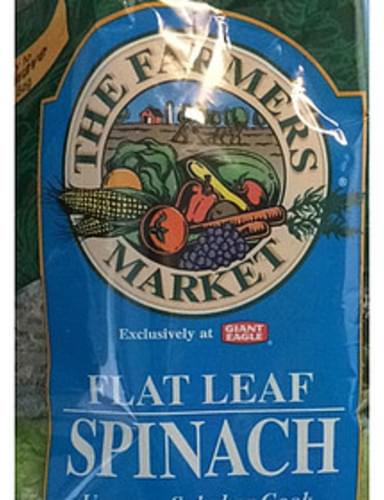 THE FARMERS
MARKET
®
Exclusively at GIANT EAGLE®
FLAT LEAF
SPINACH